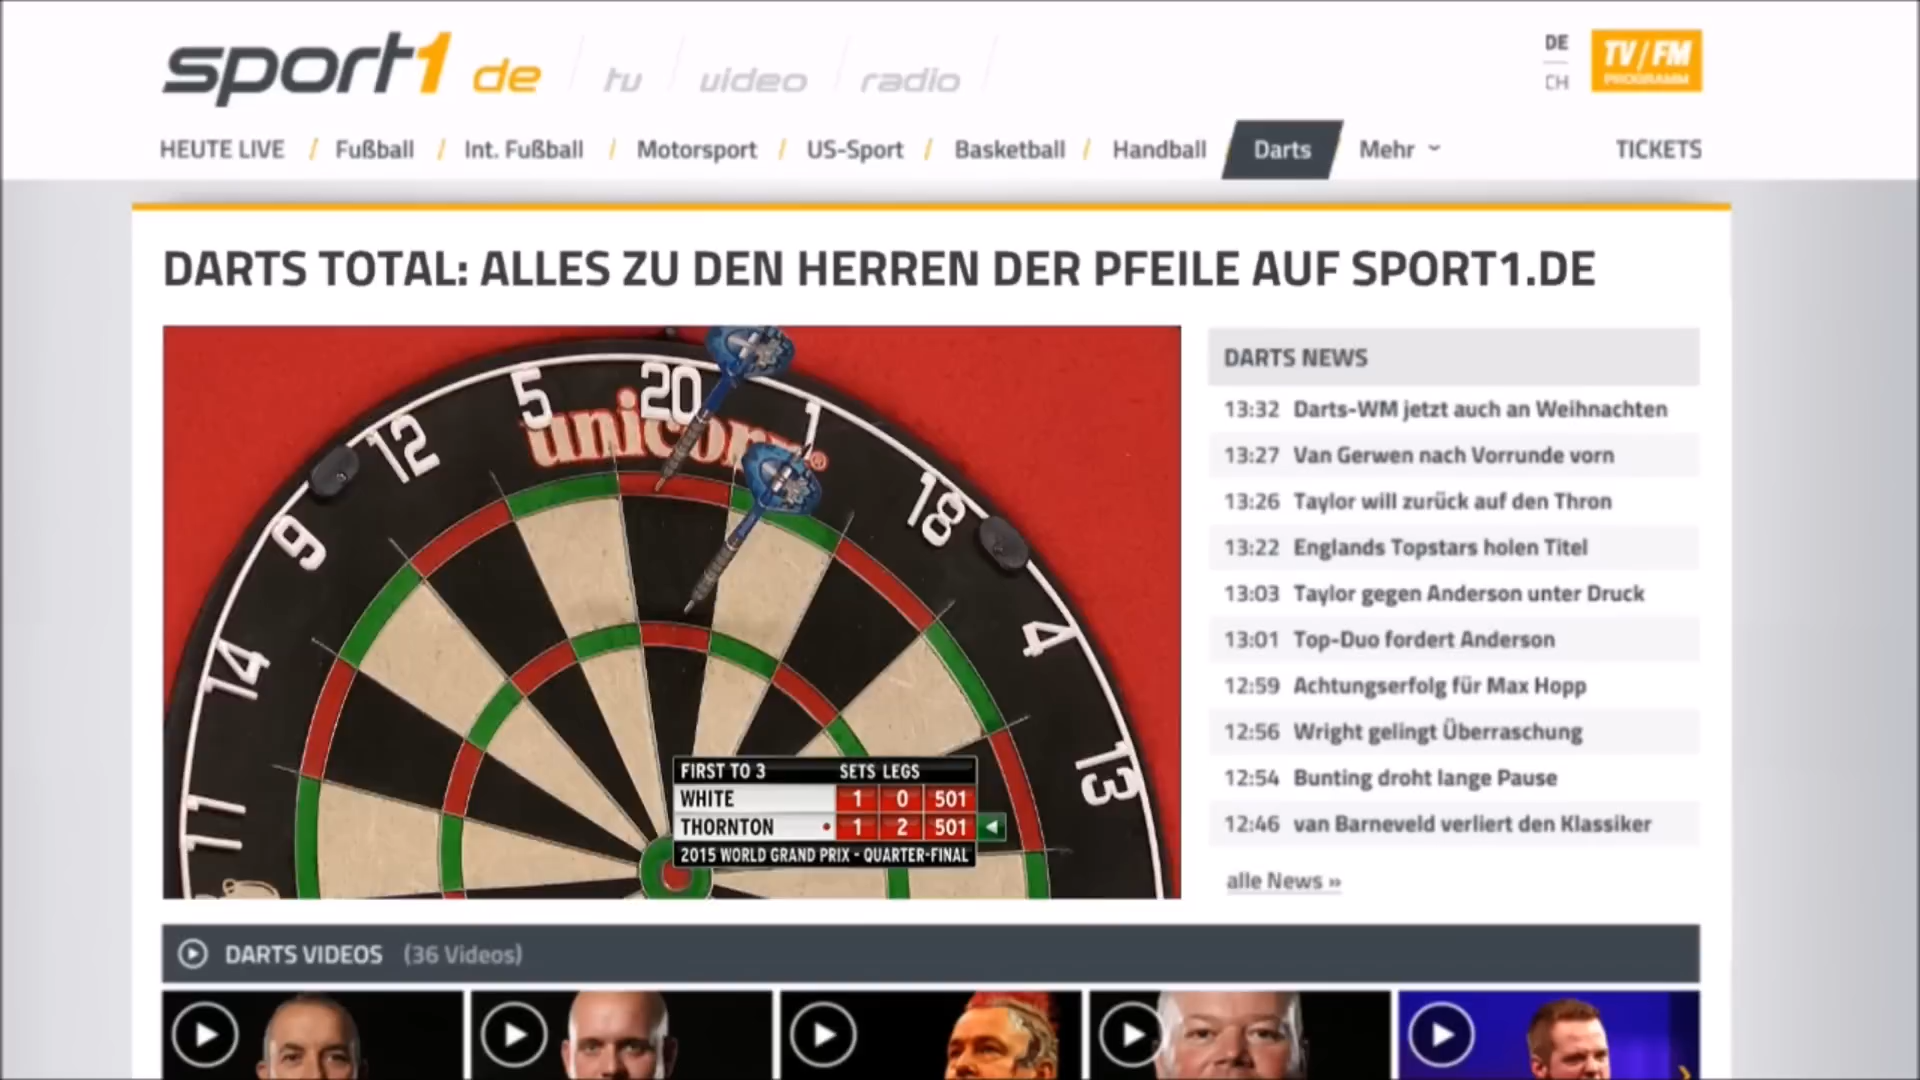 sport1 de tv video radio
DE
CH
TV/FM
PROGRAMM
HEUTE LIVE / Fußball / Int. Fußball / Motorsport / US-Sport / Basketball / Handball Darts Mehr TICKETS
DARTS TOTAL: ALLES ZU DEN HERREN DER PFEILE AUF SPORT1.DE
5 20 1
12 18
9 4
14 13
11
unicorn®
FIRST TO 3 SETS LEGS
WHITE 1 0 501
THORNTON 1 2 501
2015 WORLD GRAND PRIX - QUARTER-FINAL
DARTS NEWS
13:32 Darts-WM jetzt auch an Weihnachten
13:27 Van Gerwen nach Vorrunde vorn
13:26 Taylor will zurück auf den Thron
13:22 Englands Topstars holen Titel
13:03 Taylor gegen Anderson unter Druck
13:01 Top-Duo fordert Anderson
12:59 Achtungserfolg für Max Hopp
12:56 Wright gelingt Überraschung
12:54 Bunting droht lange Pause
12:46 van Barneveld verliert den Klassiker
alle News »
DARTS VIDEOS (36 Videos)